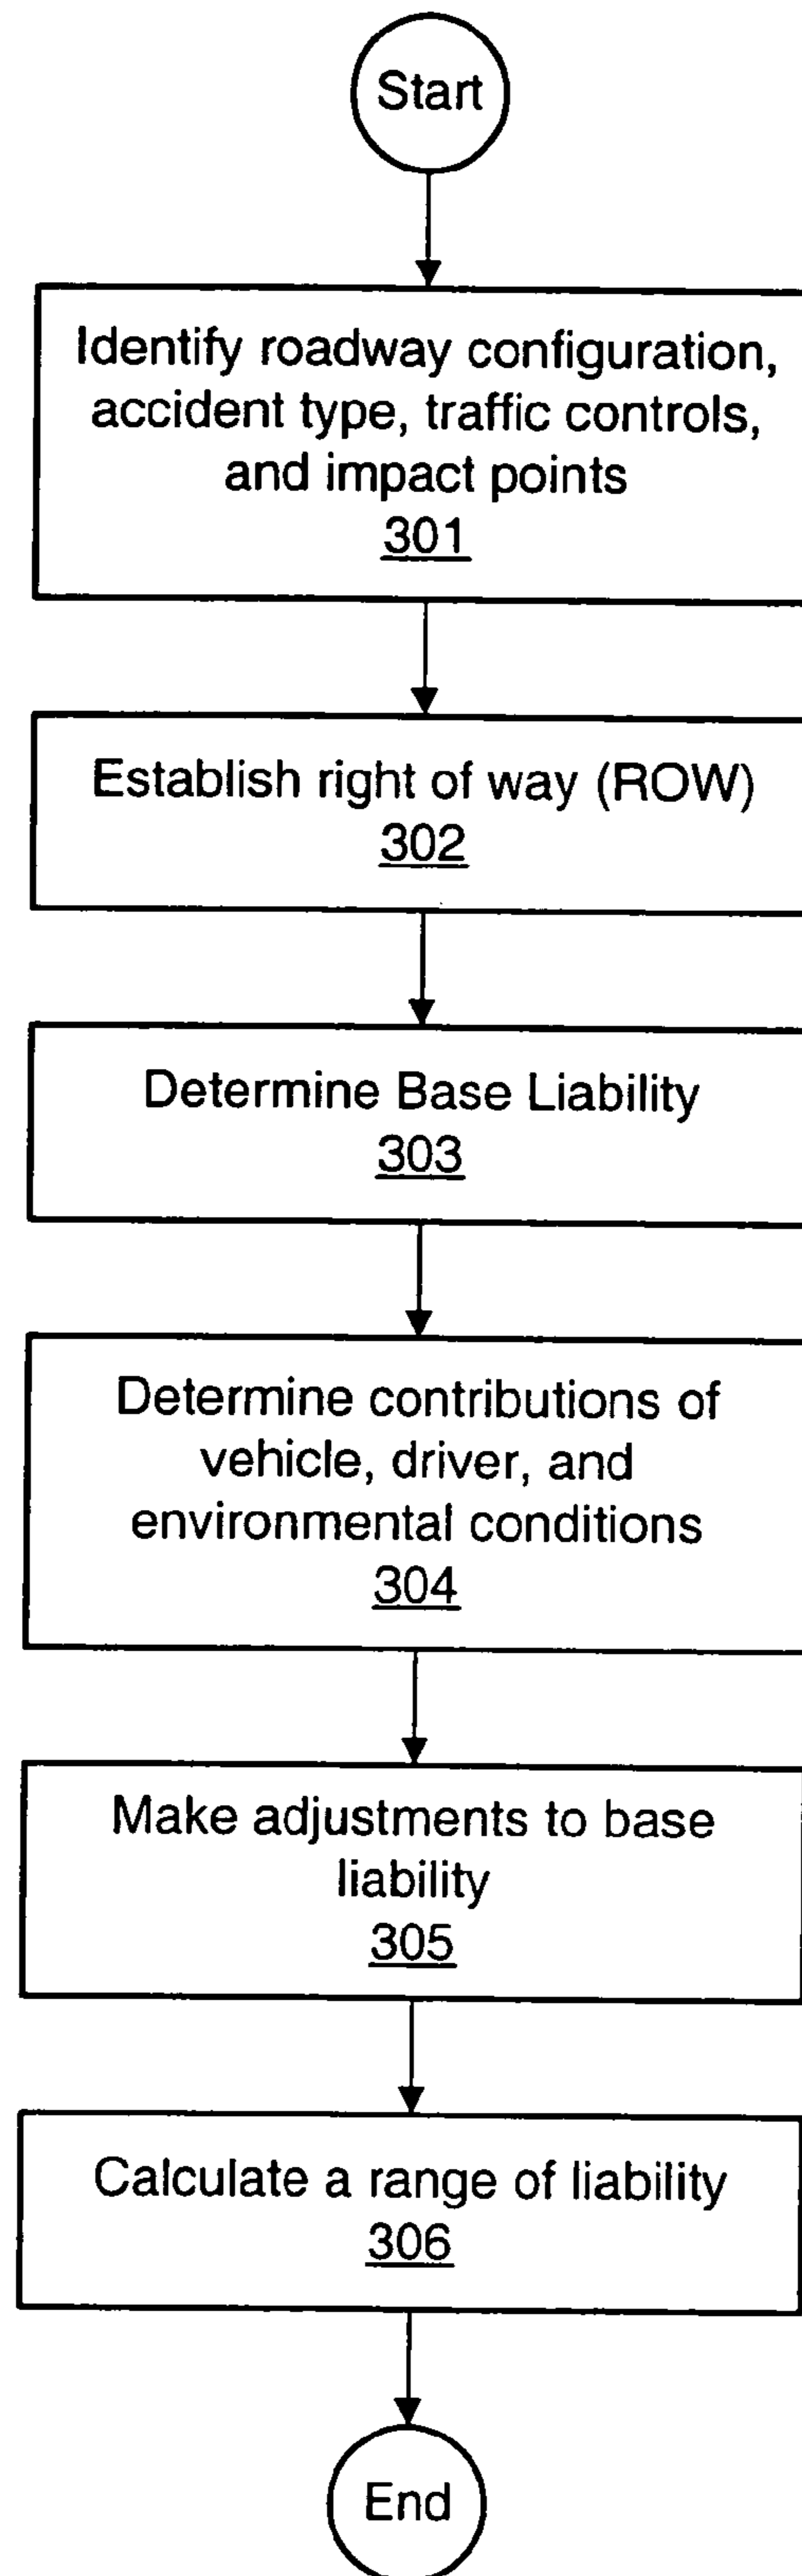 Start
Identify roadway configuration,
accident type, traffic controls,
and impact points
301
Establish right of way (ROW)
302
Determine Base Liability
303
Determine contributions of
vehicle, driver, and
environmental conditions
304
Make adjustments to base
liability
305
Calculate a range of liability
306
End